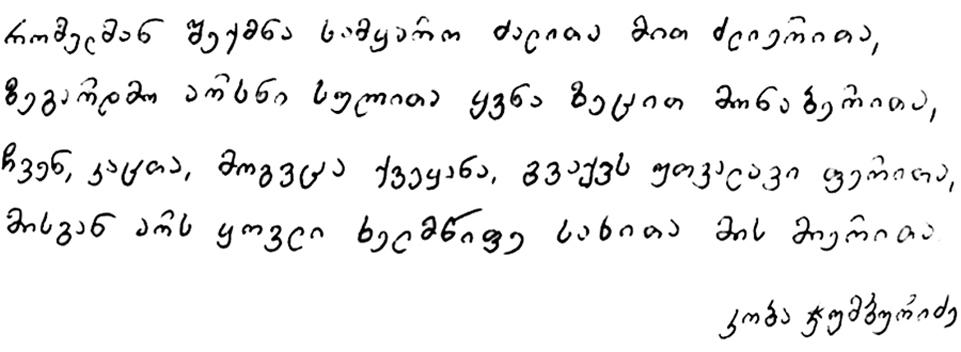 რომელმან შექმნა სამყარო ძალითა მით ძლიერითა,
ზეგარდმო არსნი სულითა ყვნა ზეცით მონაბერითა,
ჩვენ, კაცთა, მოგვცა ქვეყანა, გვაქვს უთვალავი ფერითა,
მისგან არს ყოვლი ხელმწიფე სახითა მის მიერითა.
კობა ჯუმბურიძე